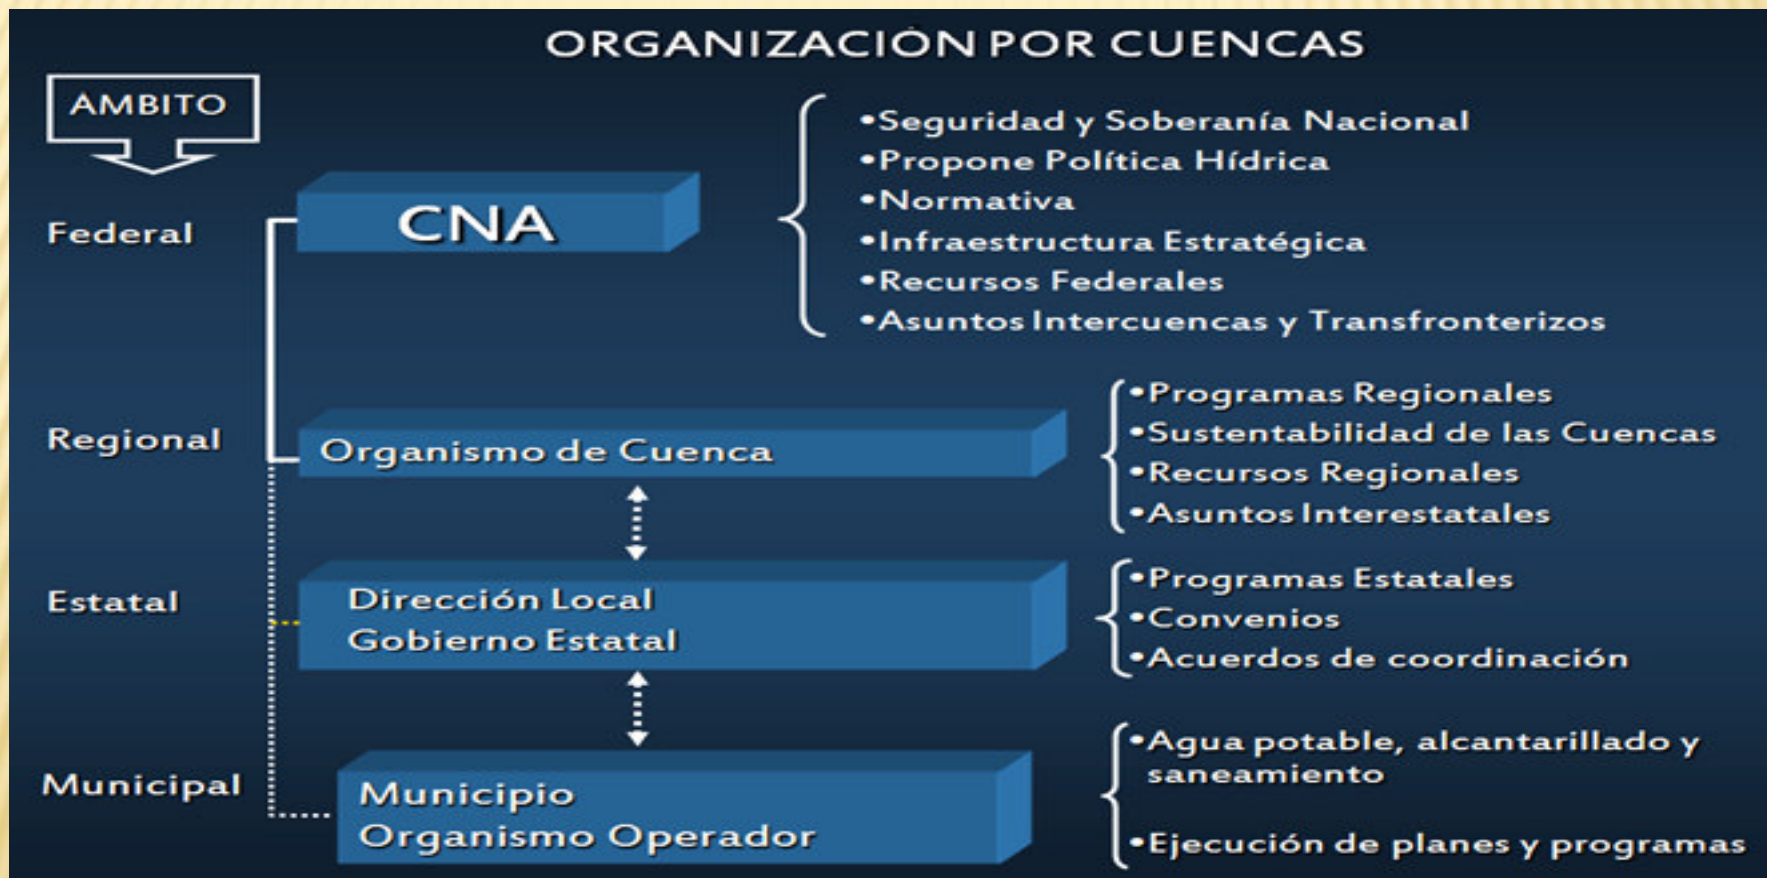 ORGANIZACIÓN POR CUENCAS
AMBITO
Federal
CNA
•Seguridad y Soberanía Nacional
•Propone Política Hídrica
•Normativa
•Infraestructura Estratégica
•Recursos Federales
•Asuntos Intercuencas y Transfronterizos
Regional
Organismo de Cuenca
•Programas Regionales
•Sustentabilidad de las Cuencas
•Recursos Regionales
•Asuntos Interestatales
Estatal
Dirección Local
Gobierno Estatal
•Programas Estatales
•Convenios
•Acuerdos de coordinación
Municipal
Municipio
Organismo Operador
•Agua potable, alcantarillado y
saneamiento
•Ejecución de planes y programas